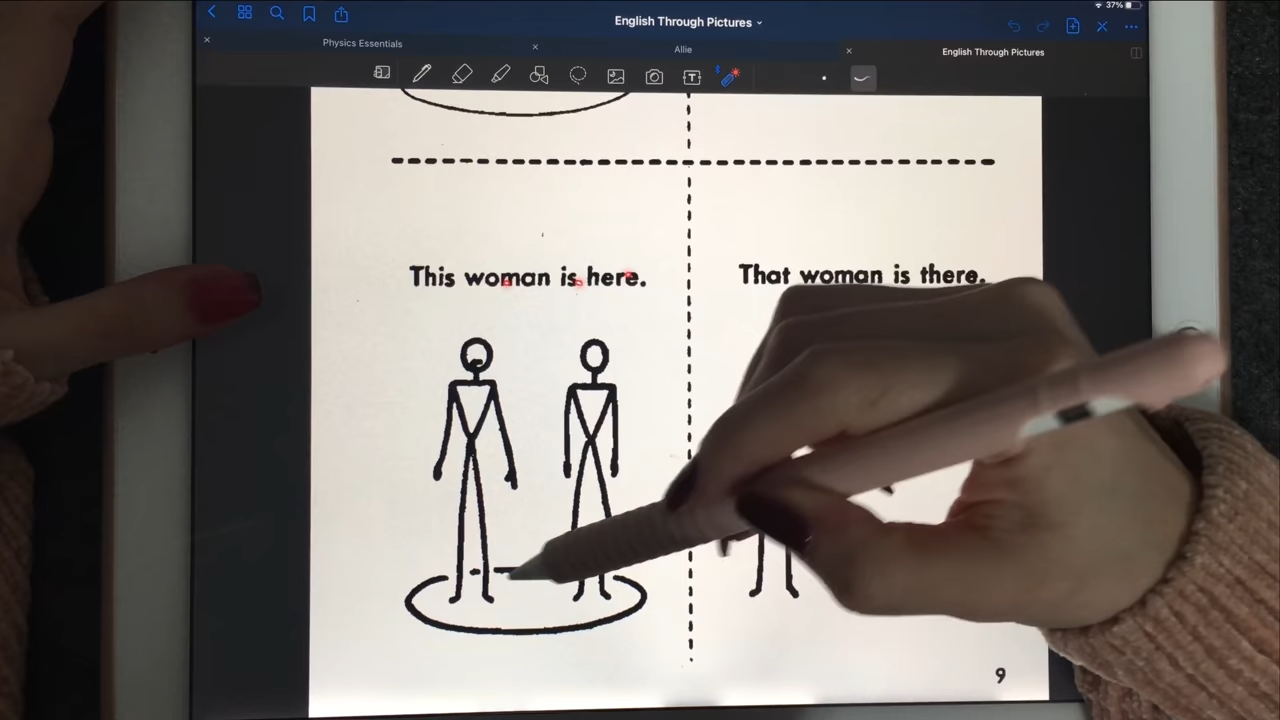 37%
English Through Pictures
Physics Essentials
Allie
English Through Pictures
T
This woman is here.
That woman is there.
9